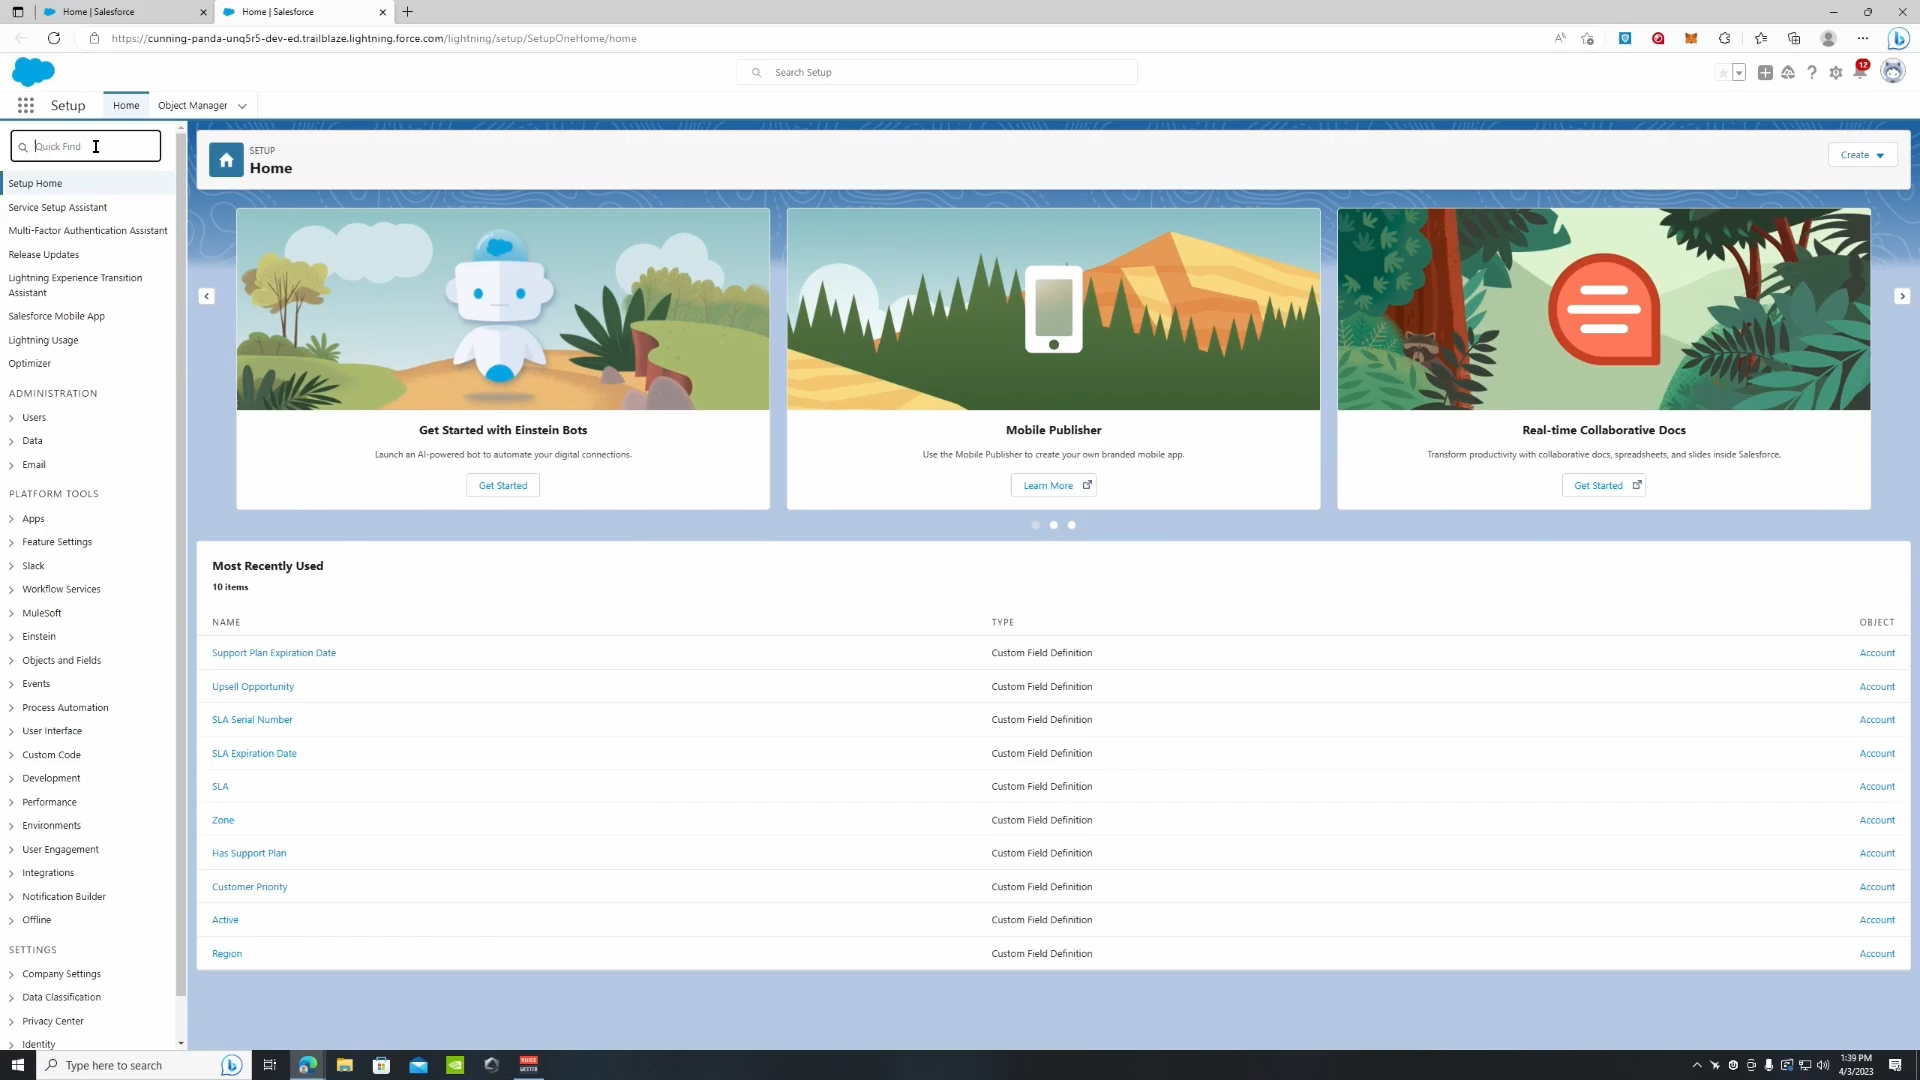 Home | Salesforce
Home | Salesforce
https://cunning-panda-unq5r5-dev-ed.trailblaze.lightning.force.com/lightning/setup/SetupOneHome/home
Search Setup
12
Setup
Home
Object Manager
Quick Find
Setup Home
Service Setup Assistant
Multi-Factor Authentication Assistant
Release Updates
Lightning Experience Transition
Assistant
Salesforce Mobile App
Lightning Usage
Optimizer
ADMINISTRATION
Users
Data
Email
PLATFORM TOOLS
Apps
Feature Settings
Slack
Workflow Services
MuleSoft
Einstein
Objects and Fields
Events
Process Automation
User Interface
Custom Code
Development
Performance
Environments
User Engagement
Integrations
Notification Builder
Offline
SETTINGS
Company Settings
Data Classification
Privacy Center
Identity
SETUP
Home
Create
Get Started with Einstein Bots
Launch an AI-powered bot to automate your digital connections.
Get Started
Mobile Publisher
Use the Mobile Publisher to create your own branded mobile app.
Learn More
Real-time Collaborative Docs
Transform productivity with collaborative docs, spreadsheets, and slides inside Salesforce.
Get Started
Most Recently Used
10 items
NAME TYPE OBJECT
Support Plan Expiration Date Custom Field Definition Account
Upsell Opportunity Custom Field Definition Account
SLA Serial Number Custom Field Definition Account
SLA Expiration Date Custom Field Definition Account
SLA Custom Field Definition Account
Zone Custom Field Definition Account
Has Support Plan Custom Field Definition Account
Customer Priority Custom Field Definition Account
Active Custom Field Definition Account
Region Custom Field Definition Account
Type here to search
1:39 PM
4/3/2023